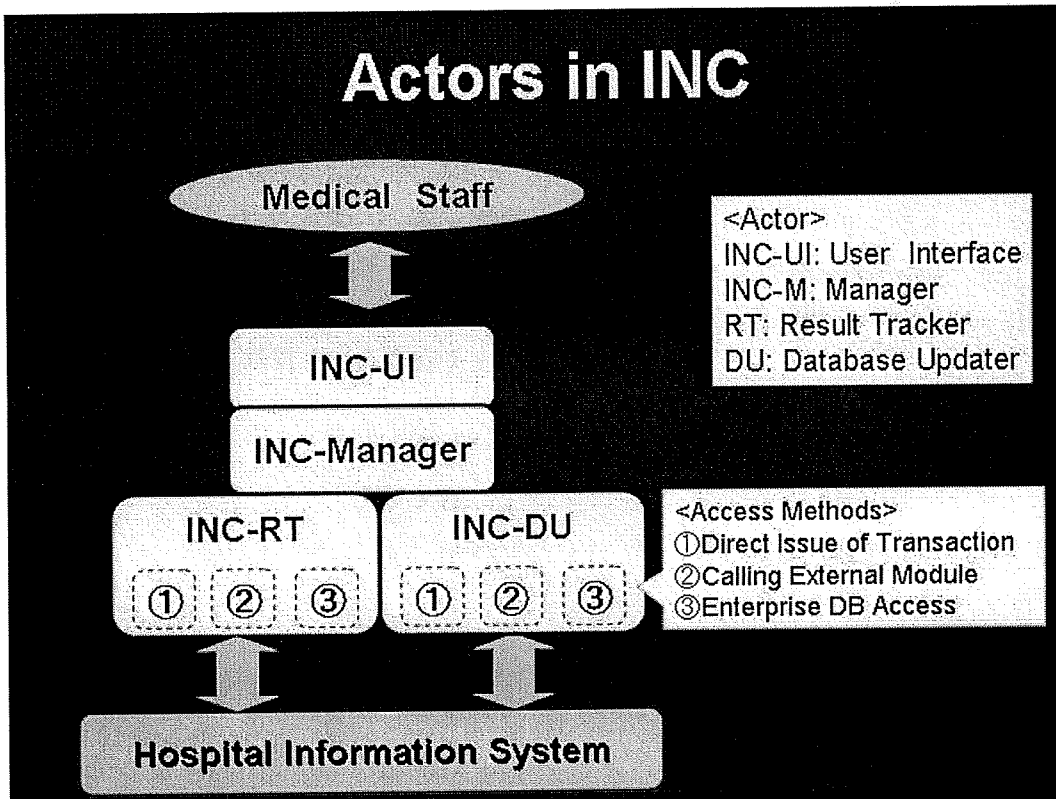 Actors in INC
Medical Staff
<Actor>
INC-UI: User Interface
INC-M: Manager
RT: Result Tracker
DU: Database Updater
INC-UI
INC-Manager
INC-RT
INC-DU
① ② ③
① ② ③
<Access Methods>
①Direct Issue of Transaction
②Calling External Module
③Enterprise DB Access
Hospital Information System